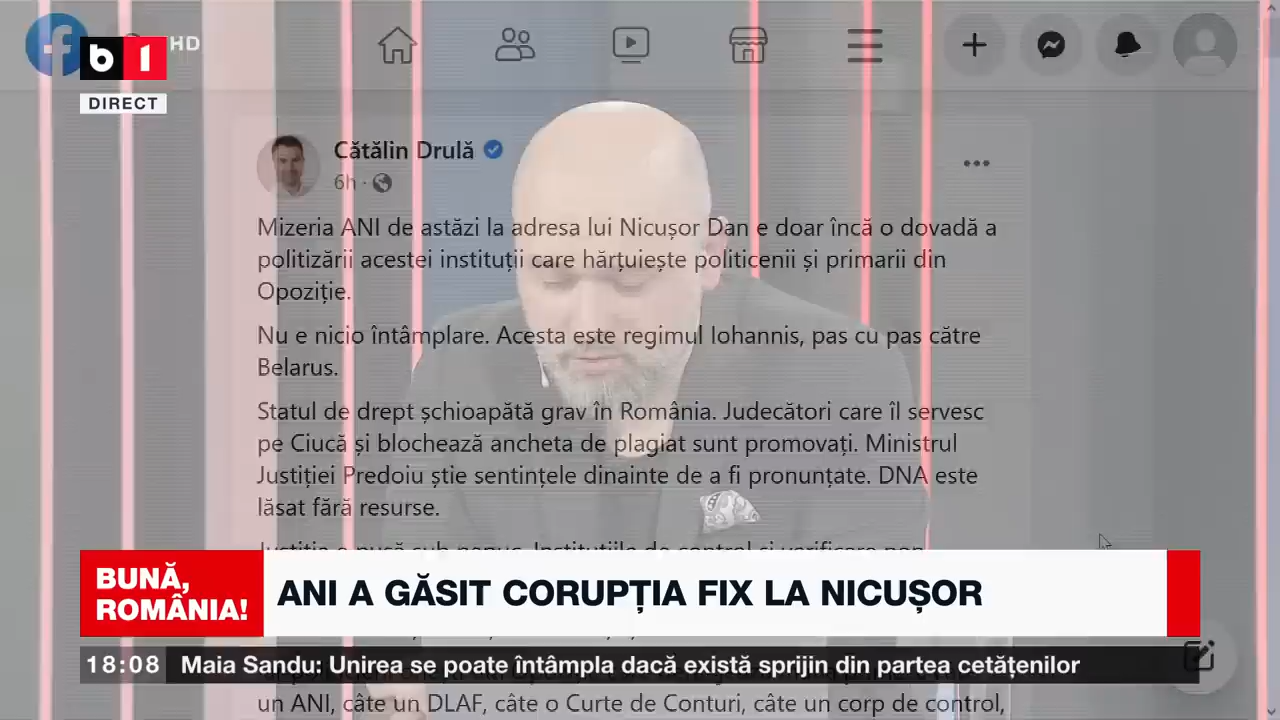 HD
b1
DIRECT
Cătălin Drulă
6h
Mizeria ANI de astăzi la adresa lui Nicușor Dan e doar încă o dovadă a
politizării acestei instituții care hărțuiește politicenii și primarii din
Opoziție.
Nu e nicio întâmplare. Acesta este regimul Iohannis, pas cu pas către
Belarus.
Statul de drept șchioapătă grav în România. Judecători care îl servesc
pe Ciucă și blochează ancheta de plagiat sunt promovați. Ministrul
Justiției Predoiu știe sentințele dinainte de a fi pronunțate. DNA este
lăsat fără resurse.
BUNĂ,
ROMÂNIA!
ANI A GĂSIT CORUPȚIA FIX LA NICUȘOR
18:08 Maia Sandu: Unirea se poate întâmpla dacă există sprijin din partea cetățenilor
un ANI, câte un DLAF, câte o Curte de Conturi, câte un corp de control,